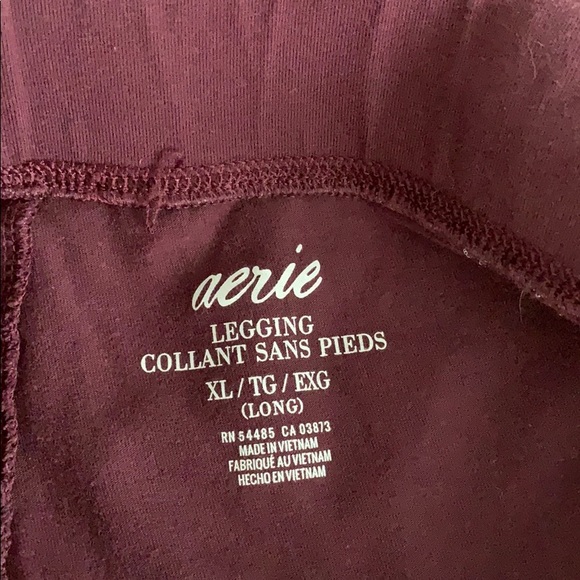 aerie
LEGGING
COLLANT SANS PIEDS
XL / TG / EXG
(LONG)
RN 54485 CA 03873
MADE IN VIETNAM
FABRIQUÉ AU VIETNAM
HECHO EN VIETNAM